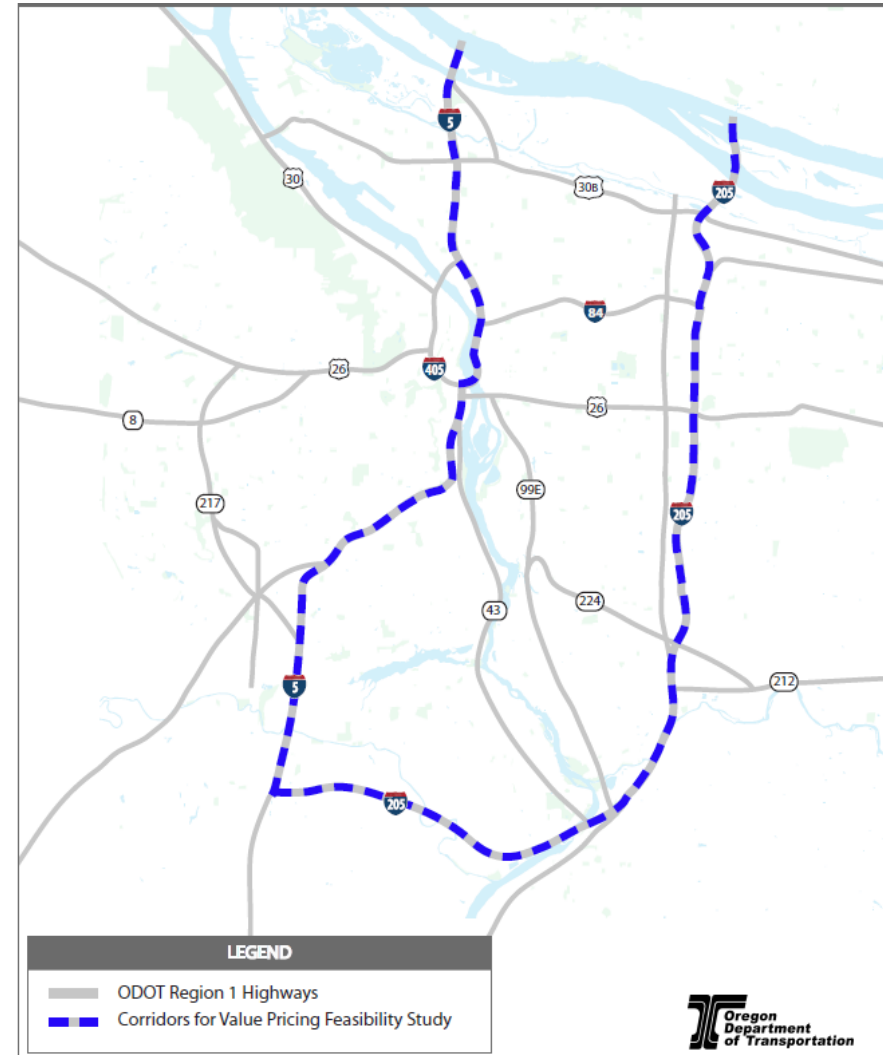 5
30
30B
205
84
26
405
8
26
217
99E
205
43
224
5
212
205
LEGEND
ODOT Region 1 Highways
Corridors for Value Pricing Feasibility Study
Oregon
Department
of Transportation